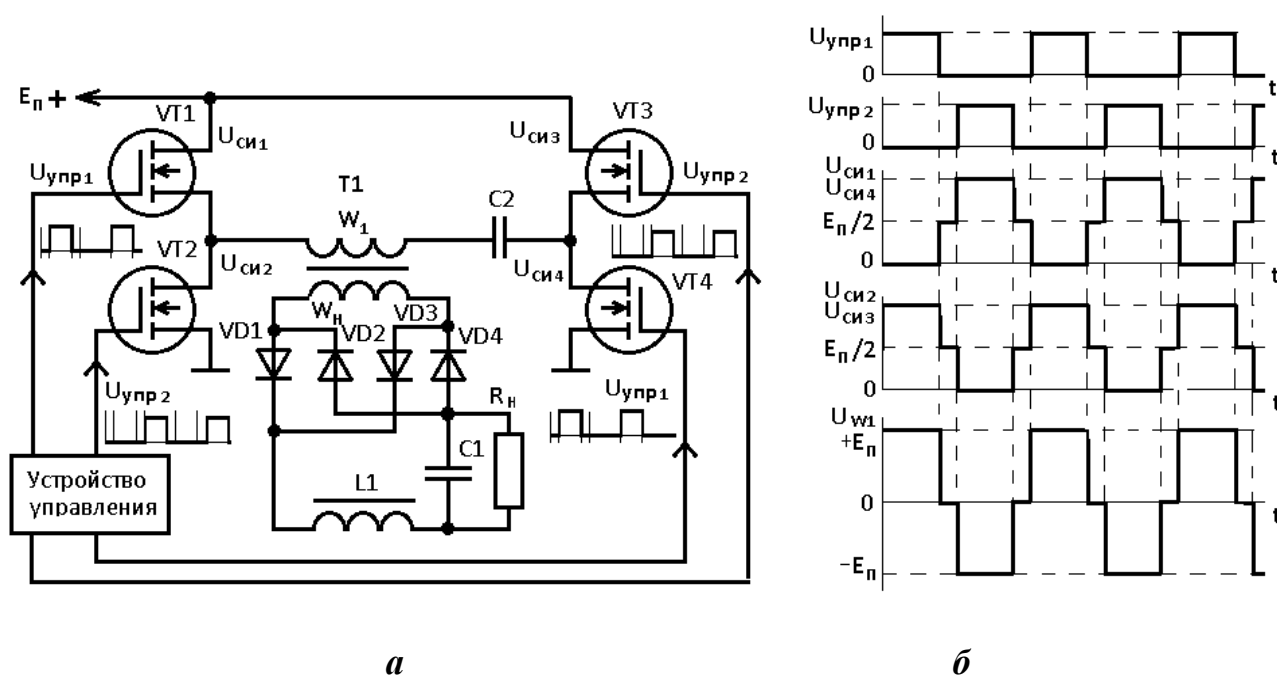 Eп +
VT1
Uси1
Uупр1
VT2
Uси2
T1
W1
C2
Uси3
VT3
Uупр2
Uси4
VT4
Wн
VD1
VD2
VD3
VD4
Uупр2
Rн
Uупр1
C1
L1
Устройство
управления
а
Uупр1
0
t
Uупр2
0
t
Uси1
Uси4
Eп/2
0
t
Uси2
Uси3
Eп/2
0
t
Uw1
+Eп
0
t
−Eп
б